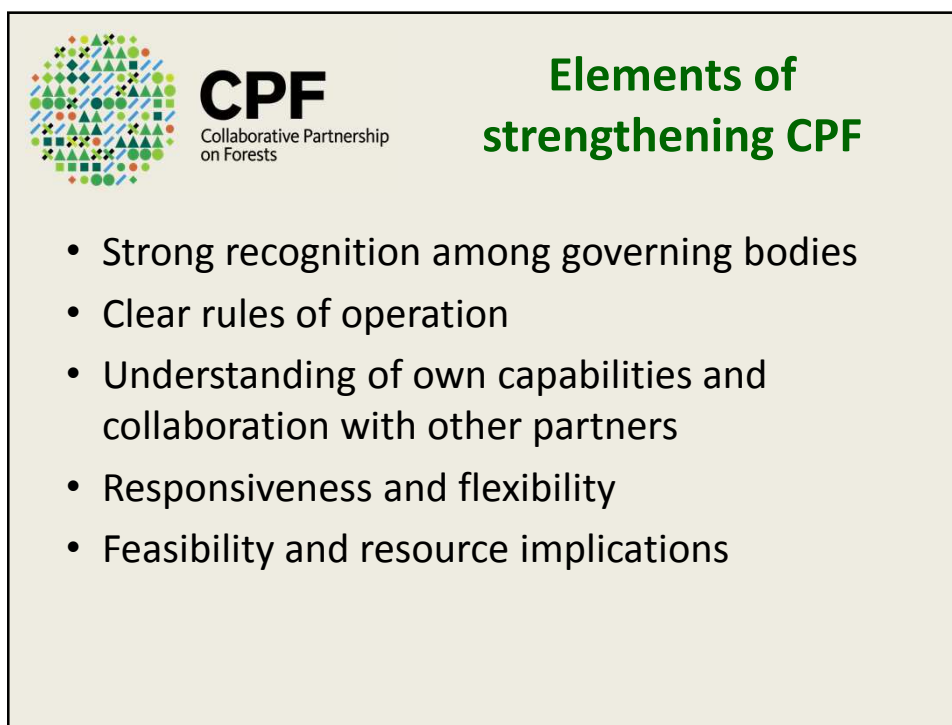 CPF
Collaborative Partnership
on Forests
Elements of
strengthening CPF
• Strong recognition among governing bodies
• Clear rules of operation
• Understanding of own capabilities and
collaboration with other partners
• Responsiveness and flexibility
• Feasibility and resource implications